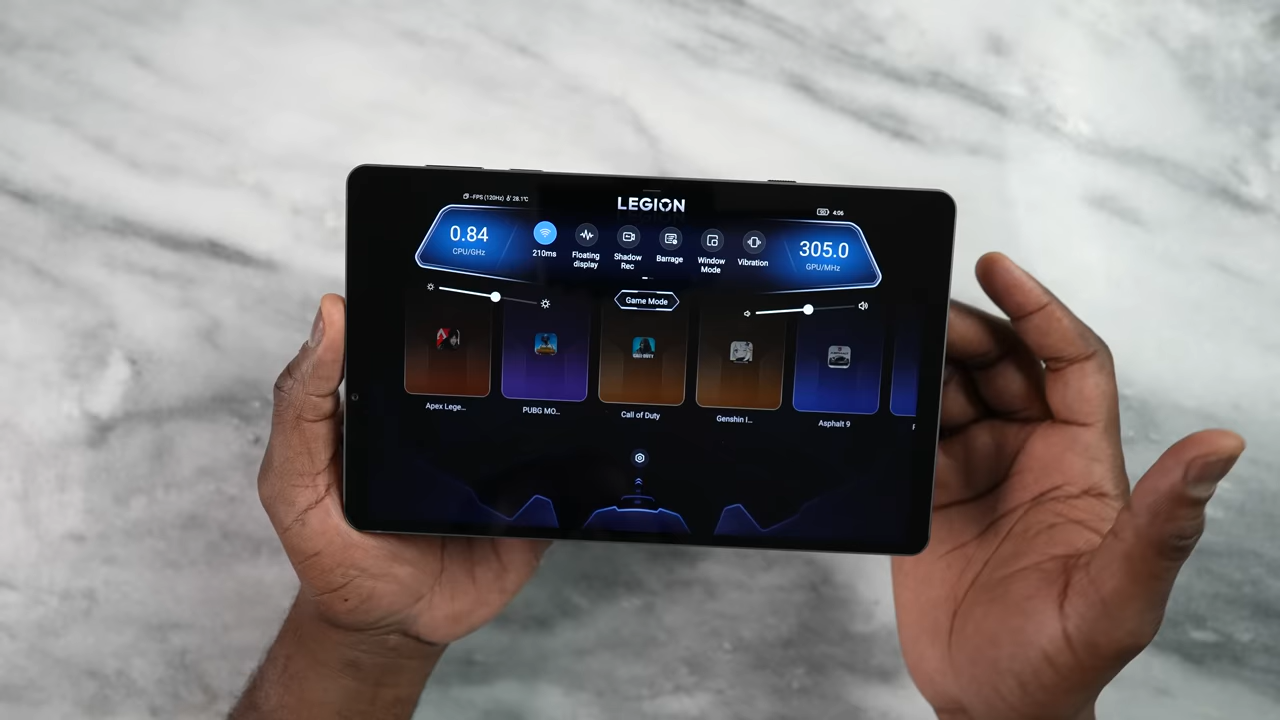 --FPS (120Hz) 28.1°C
LEGION
4:06
0.84
CPU/GHz
210ms
Floating
display
Shadow
Rec
Barrage
Window
Mode
Vibration
305.0
GPU/MHz
Game Mode
Apex Lege...
PUBG MO...
Call of Duty
Genshin I...
Asphalt 9